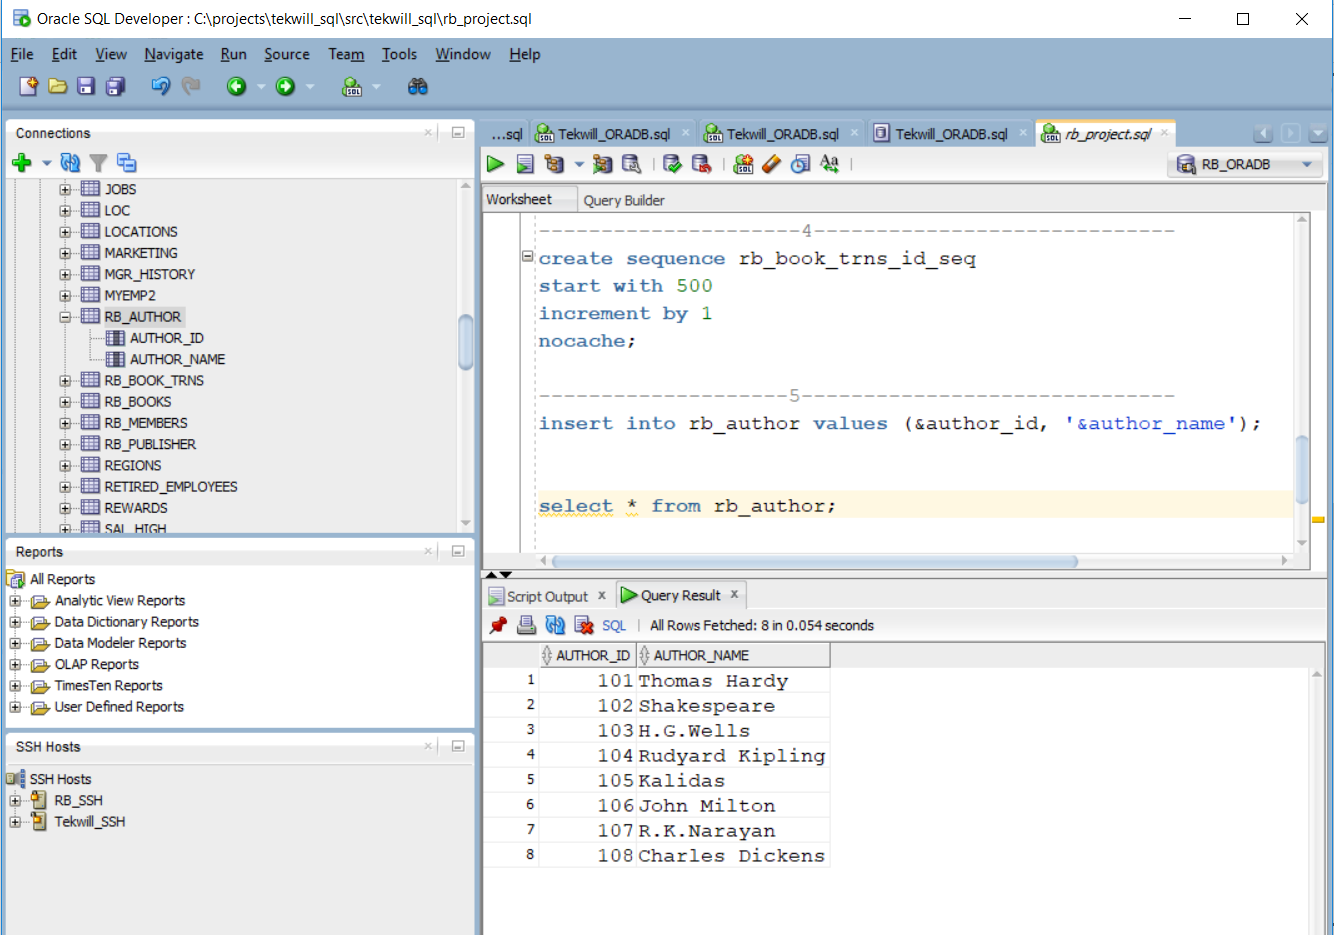 Oracle SQL Developer : C:\projects\tekwill_sql\src\tekwill_sql\rb_project.sql
File Edit View Navigate Run Source Team Tools Window Help
Connections
JOBS
LOC
LOCATIONS
MARKETING
MGR_HISTORY
MYEMP2
RB_AUTHOR
AUTHOR_ID
AUTHOR_NAME
RB_BOOK_TRNS
RB_BOOKS
RB_MEMBERS
RB_PUBLISHER
REGIONS
RETIRED_EMPLOYEES
REWARDS
SAL_HIGH
Reports
All Reports
Analytic View Reports
Data Dictionary Reports
Data Modeler Reports
OLAP Reports
TimesTen Reports
User Defined Reports
SSH Hosts
SSH Hosts
RB_SSH
Tekwill_SSH
...sql Tekwill_ORADB.sql Tekwill_ORADB.sql Tekwill_ORADB.sql rb_project.sql
RB_ORADB
Worksheet Query Builder
---------------------4-----------------------------
create sequence rb_book_trns_id_seq
start with 500
increment by 1
nocache;
--------------------5------------------------------
insert into rb_author values (&author_id, '&author_name');
select * from rb_author;
Script Output x Query Result x
SQL | All Rows Fetched: 8 in 0.054 seconds
AUTHOR_ID AUTHOR_NAME
1 101 Thomas Hardy
2 102 Shakespeare
3 103 H.G.Wells
4 104 Rudyard Kipling
5 105 Kalidas
6 106 John Milton
7 107 R.K.Narayan
8 108 Charles Dickens